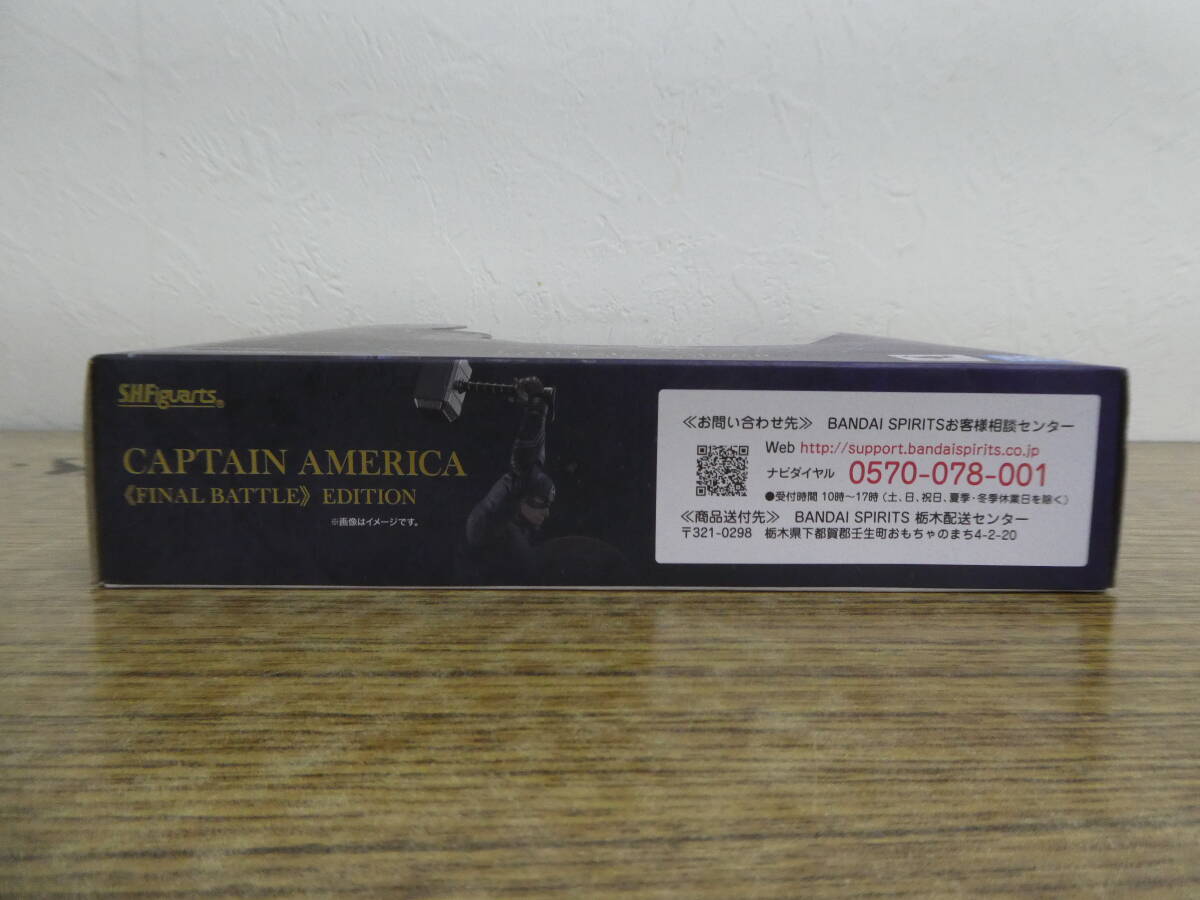 S.H.Figuarts®
CAPTAIN AMERICA
《FINAL BATTLE》 EDITION
※画像はイメージです。
≪お問い合わせ先≫ BANDAI SPIRITSお客様相談センター
Web http://support.bandaispirits.co.jp
ナビダイヤル 0570-078-001
●受付時間 10時～17時（土、日、祝日、夏季・冬季休業日を除く）
≪商品送付先≫ BANDAI SPIRITS 栃木配送センター
〒321-0298 栃木県下都賀郡壬生町おもちゃのまち4-2-20